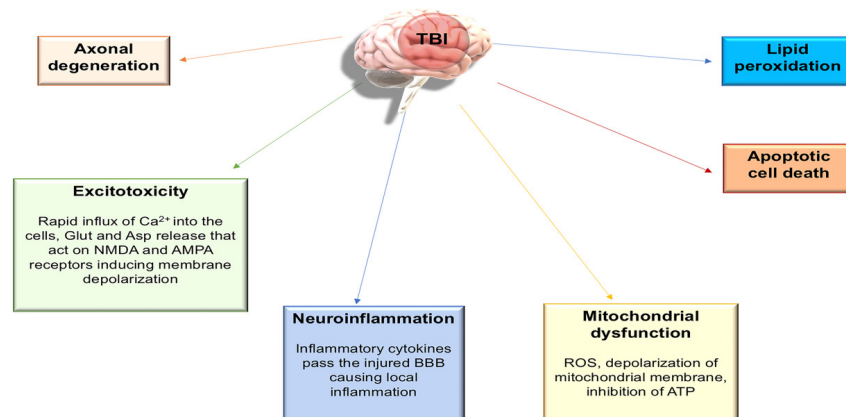 TBI
Axonal
degeneration
Lipid
peroxidation
Apoptotic
cell death
Excitotoxicity
Rapid influx of Ca²⁺ into the
cells, Glut and Asp release that
act on NMDA and AMPA
receptors inducing membrane
depolarization
Neuroinflammation
Inflammatory cytokines
pass the injured BBB
causing local
inflammation
Mitochondrial
dysfunction
ROS, depolarization of
mitochondrial membrane,
inhibition of ATP